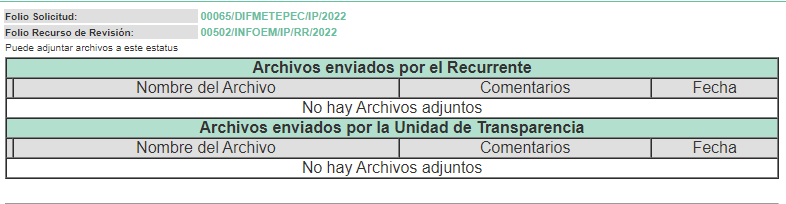 Folio Solicitud: 00065/DIFMETEPEC/IP/2022
Folio Recurso de Revisión: 00502/INFOEM/IP/RR/2022
Puede adjuntar archivos a este estatus
Archivos enviados por el Recurrente
Nombre del Archivo Comentarios Fecha
No hay Archivos adjuntos
Archivos enviados por la Unidad de Transparencia
Nombre del Archivo Comentarios Fecha
No hay Archivos adjuntos